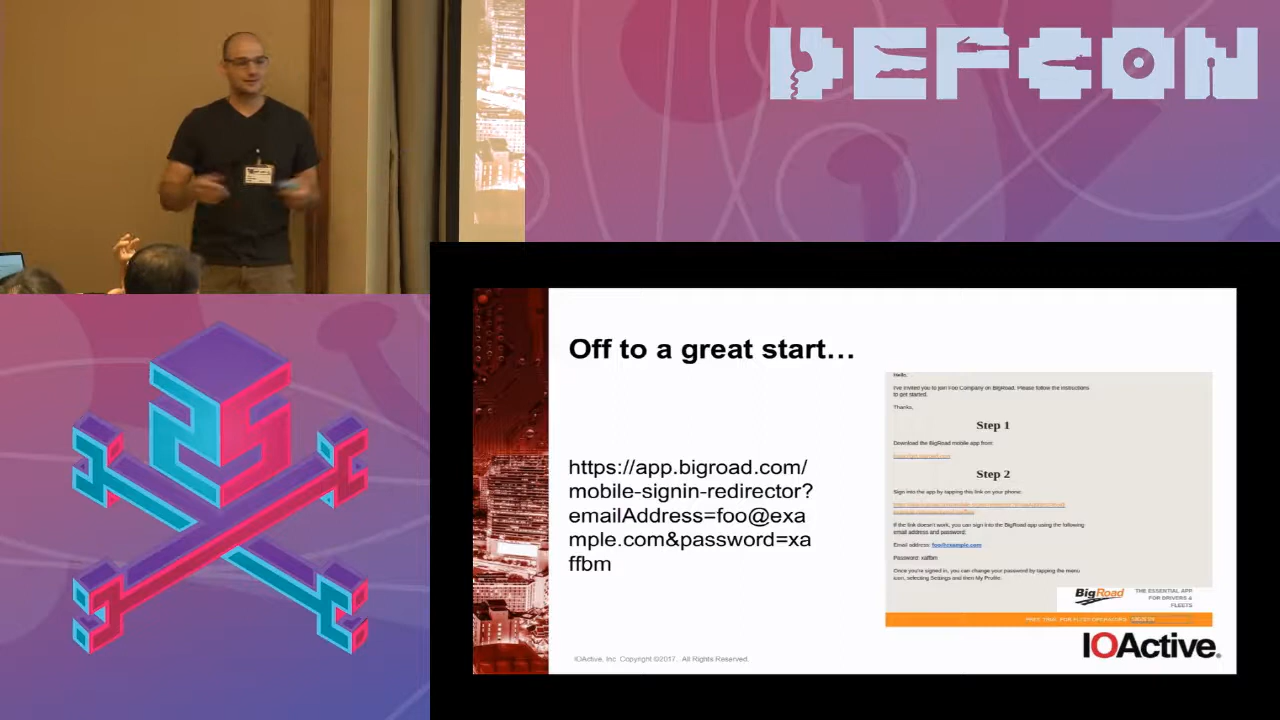 DEFCON
Off to a great start…
https://app.bigroad.com/
mobile-signin-redirector?
emailAddress=foo@exa
mple.com&password=xa
ffbm
Hello,
I've invited you to join Foo Company on BigRoad. Please follow the instructions
to get started.
Thanks,
Step 1
Download the BigRoad mobile app from
Step 2
Sign into the app by tapping this link on your phone:
If the link doesn't work, you can sign into the BigRoad app using the following
email address and password:
Email address: foo@example.com
Password: xaffbm
Once you're signed in, you can change your password by tapping the menu
icon, selecting Settings and then My Profile.
BigRoad
THE ESSENTIAL APP
FOR DRIVERS &
FLEETS
IOActive.
IOActive, Inc. Copyright ©2017. All Rights Reserved.